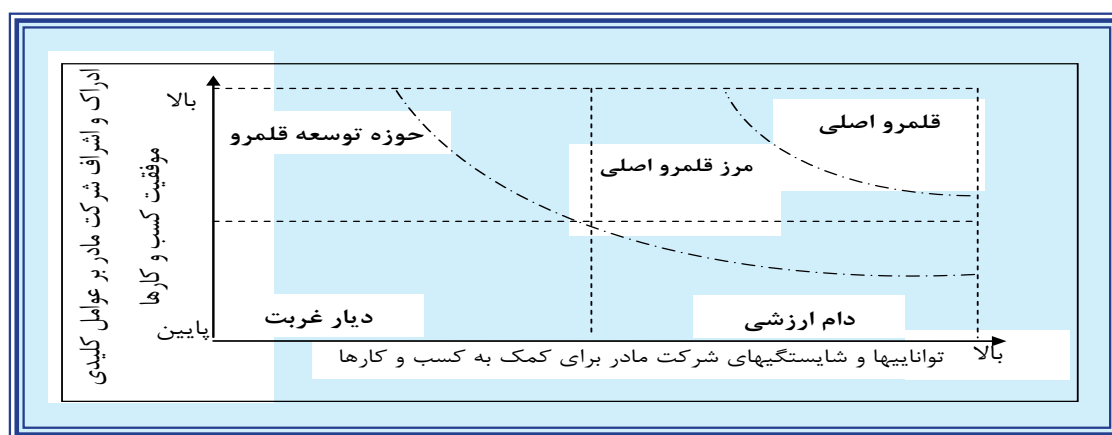 ادراک و اشراف شرکت مادر بر عوامل کلیدی
موفقیت کسب و کارها
بالا
حوزه توسعه قلمرو
مرز قلمرو اصلی
قلمرو اصلی
پایین
دیار غربت
دام ارزشی
تواناییها و شایستگیهای شرکت مادر برای کمک به کسب و کارها
بالا